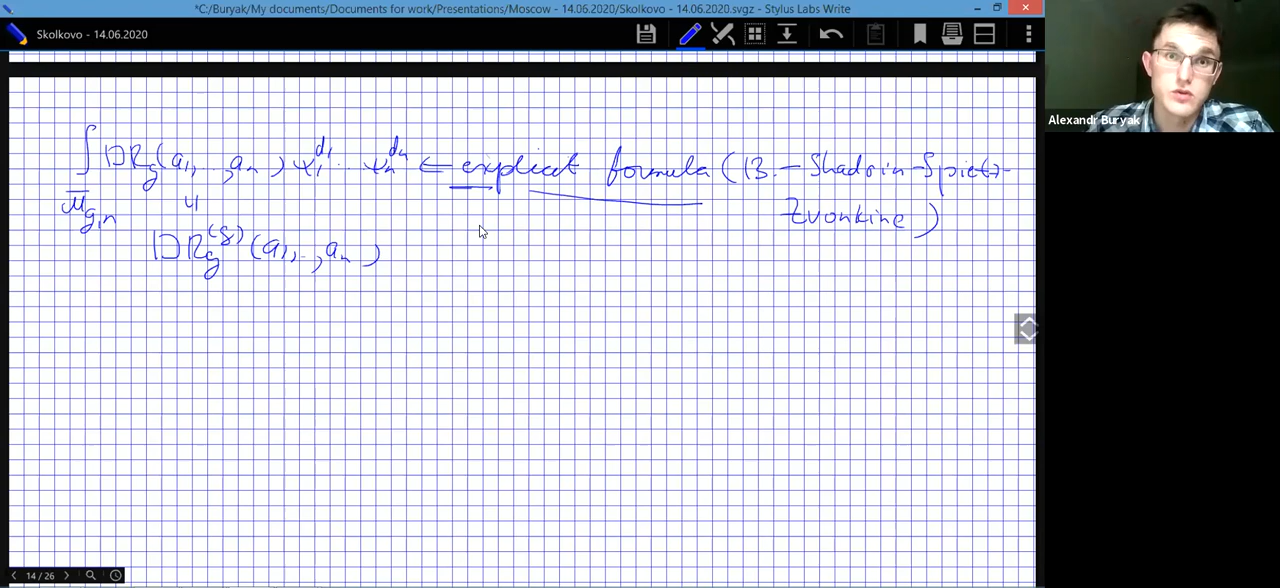 *C:/Buryak/My documents/Documents for work/Presentations/Moscow - 14.06.2020/Skolkovo - 14.06.2020.svgz - Stylus Labs Write
Skolkovo - 14.06.2020
Alexandr Buryak
∫ DR_g(a_1, .., a_n) ψ_1^{d_1} ·· ψ_n^{d_n} ← explicit formula (B. - Shadrin - Spietz -
M̅_{g,n} Zvonkine)
DR_g^{(g)}(a_1, .., a_n)
14 / 26